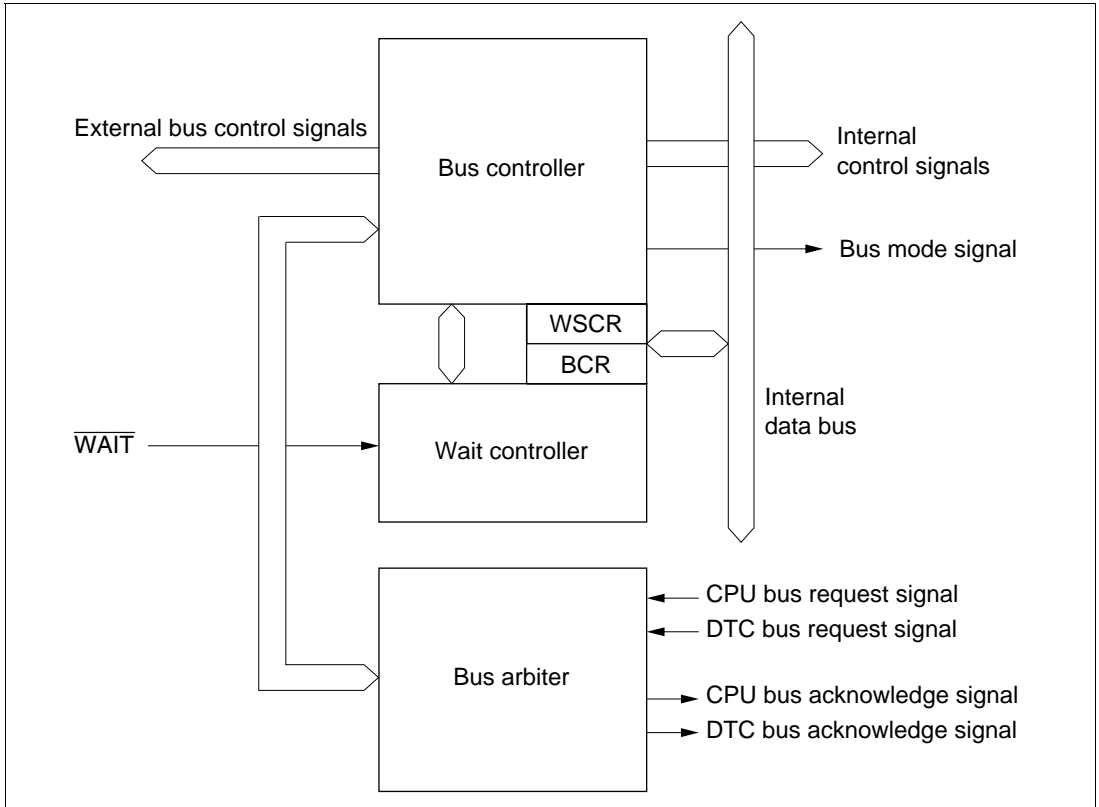 External bus control signals
Bus controller
Internal
control signals
Bus mode signal
WSCR
BCR
Internal
data bus
WAIT
Wait controller
CPU bus request signal
DTC bus request signal
Bus arbiter
CPU bus acknowledge signal
DTC bus acknowledge signal